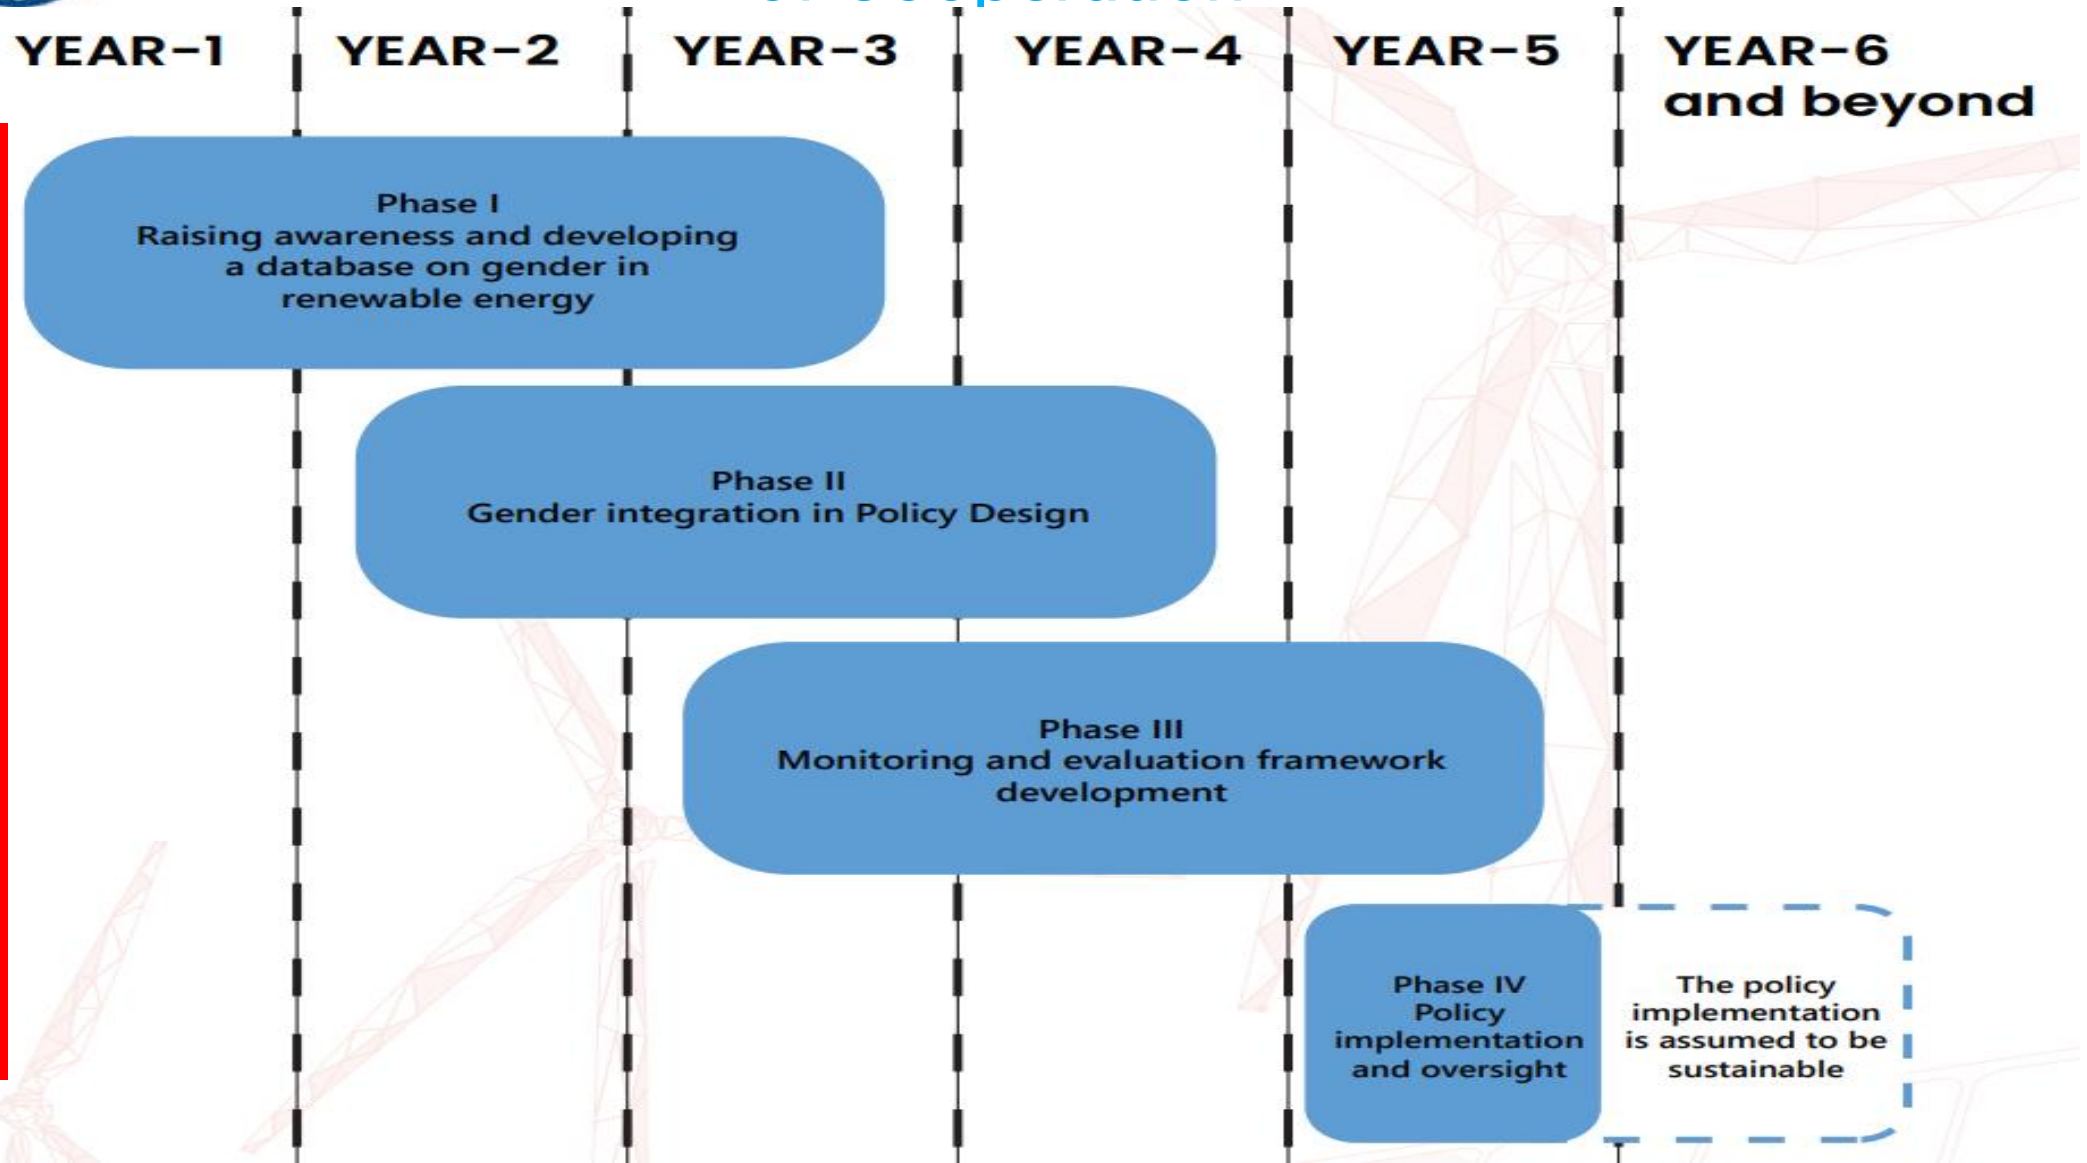 YEAR-1
YEAR-2
YEAR-3
YEAR-4
YEAR-5
YEAR-6
and beyond
Phase I
Raising awareness and developing
a database on gender in
renewable energy
Phase II
Gender integration in Policy Design
Phase III
Monitoring and evaluation framework
development
Phase IV
Policy
implementation
and oversight
The policy
implementation
is assumed to be
sustainable